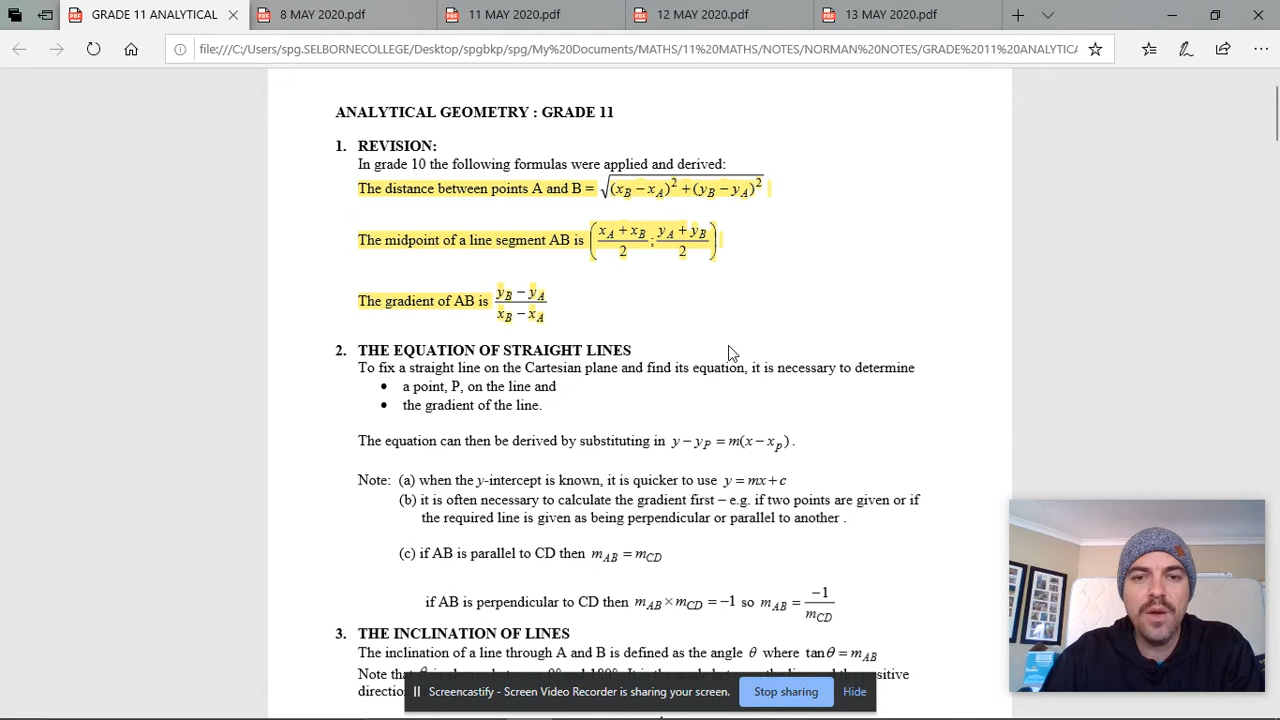 GRADE 11 ANALYTICAL
8 MAY 2020.pdf
11 MAY 2020.pdf
12 MAY 2020.pdf
13 MAY 2020.pdf
file:///C:/Users/spg.SELBORNECOLLEGE/Desktop/spgbkp/spg/My%20Documents/MATHS/11%20MATHS/NOTES/NORMAN%20NOTES/GRADE%2011%20ANALYTICA
ANALYTICAL GEOMETRY : GRADE 11
1. REVISION:
In grade 10 the following formulas were applied and derived:
The distance between points A and B = √(x_B − x_A)² + (y_B − y_A)²
The midpoint of a line segment AB is (x_A + x_B / 2 ; y_A + y_B / 2)
The gradient of AB is y_B − y_A / x_B − x_A
2. THE EQUATION OF STRAIGHT LINES
To fix a straight line on the Cartesian plane and find its equation, it is necessary to determine
• a point, P, on the line and
• the gradient of the line.
The equation can then be derived by substituting in y − y_P = m(x − x_p) .
Note: (a) when the y-intercept is known, it is quicker to use y = mx + c
(b) it is often necessary to calculate the gradient first – e.g. if two points are given or if
the required line is given as being perpendicular or parallel to another .
(c) if AB is parallel to CD then m_AB = m_CD
if AB is perpendicular to CD then m_AB × m_CD = −1 so m_AB = −1 / m_CD
3. THE INCLINATION OF LINES
The inclination of a line through A and B is defined as the angle θ where tan θ = m_AB
Note that
positive
direction
Screencastify - Screen Video Recorder is sharing your screen.
Stop sharing
Hide